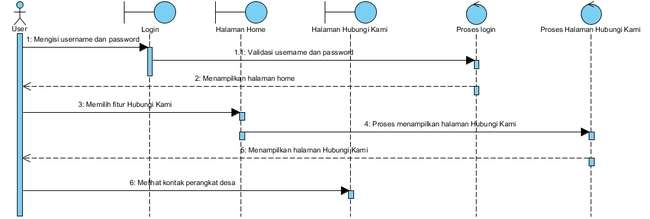 User
Login
Halaman Home
Halaman Hubungi Kami
Proses login
Proses Halaman Hubungi Kami
1: Mengisi username dan password
1.1: Validasi username dan password
2: Menampilkan halaman home
3: Memilih fitur Hubungi Kami
4: Proses menampilkan halaman Hubungi Kami
5: Menampilkan halaman Hubungi Kami
6: Melihat kontak perangkat desa